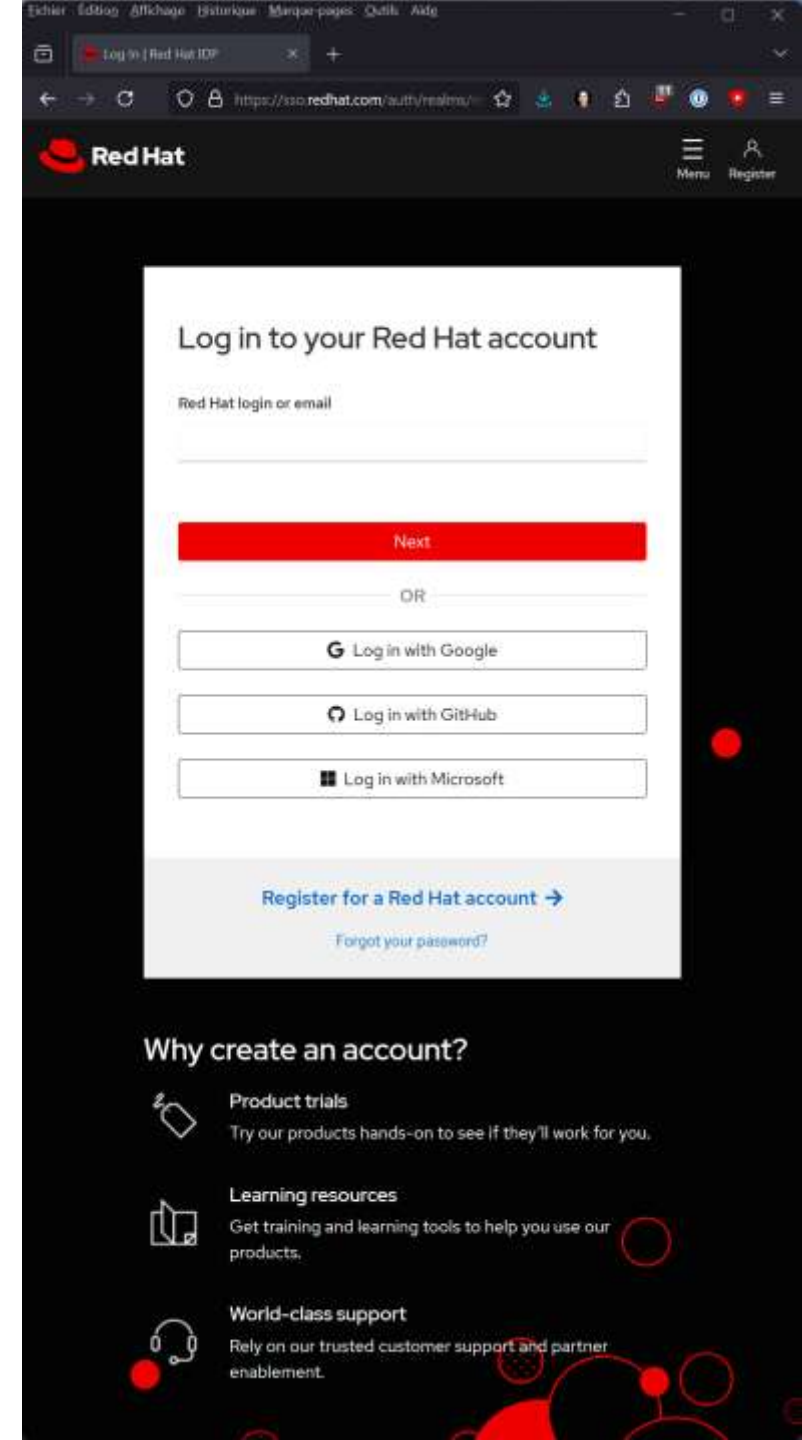 Fichier Édition Affichage Historique Marque-pages Outils Aide
Log In | Red Hat IDP
https://sso.redhat.com/auth/realms/
Red Hat
Menu
Register
Log in to your Red Hat account
Red Hat login or email
Next
OR
G Log in with Google
Log in with GitHub
Log in with Microsoft
Register for a Red Hat account →
Forgot your password?
Why create an account?
Product trials
Try our products hands-on to see if they'll work for you.
Learning resources
Get training and learning tools to help you use our
products.
World-class support
Rely on our trusted customer support and partner
enablement.